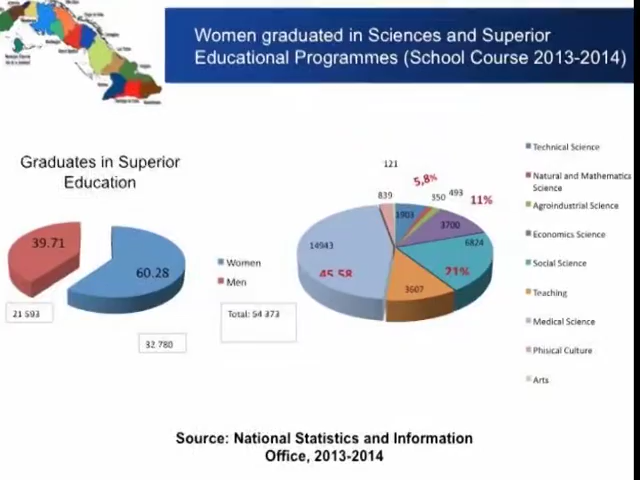 Women graduated in Sciences and Superior
Educational Programmes (School Course 2013-2014)
Graduates in Superior
Education
39.71
60.28
21 593
32 780
Women
Men
Total: 54 373
121
5,8%
839
350
493
11%
1903
3700
14943
6824
45,58
21%
3607
Technical Science
Natural and Mathematics
Science
Agroindustrial Science
Economics Science
Social Science
Teaching
Medical Science
Phisical Culture
Arts
Source: National Statistics and Information
Office, 2013-2014